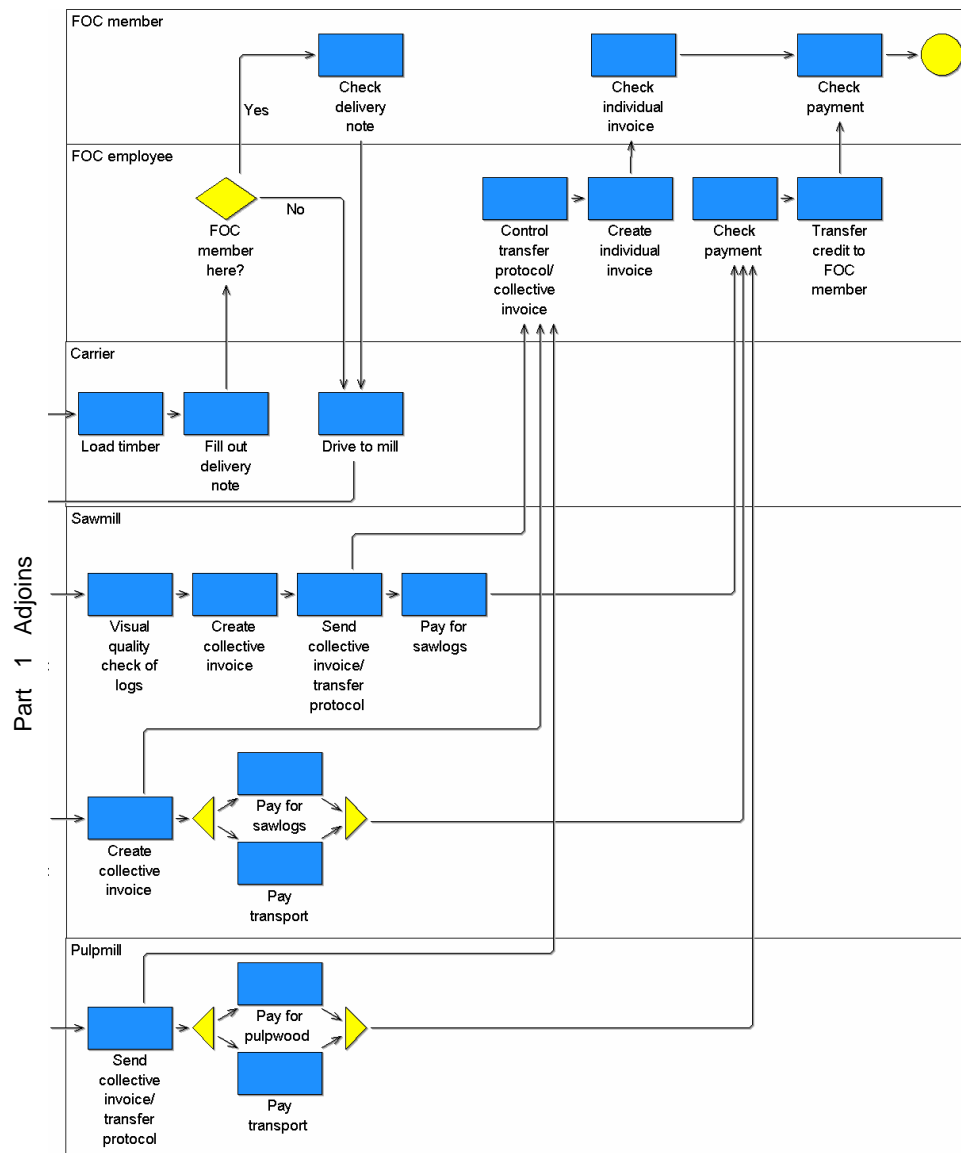 FOC member
Check
delivery
note
Check
individual
invoice
Check
payment
Yes
FOC employee
No
FOC
member
here?
Control
transfer
protocol/
collective
invoice
Create
individual
invoice
Check
payment
Transfer
credit to
FOC
member
Carrier
Load timber
Fill out
delivery
note
Drive to mill
Sawmill
Visual
quality
check of
logs
Create
collective
invoice
Send
collective
invoice/
transfer
protocol
Pay for
sawlogs
Part 1 Adjoins
Pay for
sawlogs
Create
collective
invoice
Pay
transport
Pulpmill
Pay for
pulpwood
Send
collective
invoice/
transfer
protocol
Pay
transport